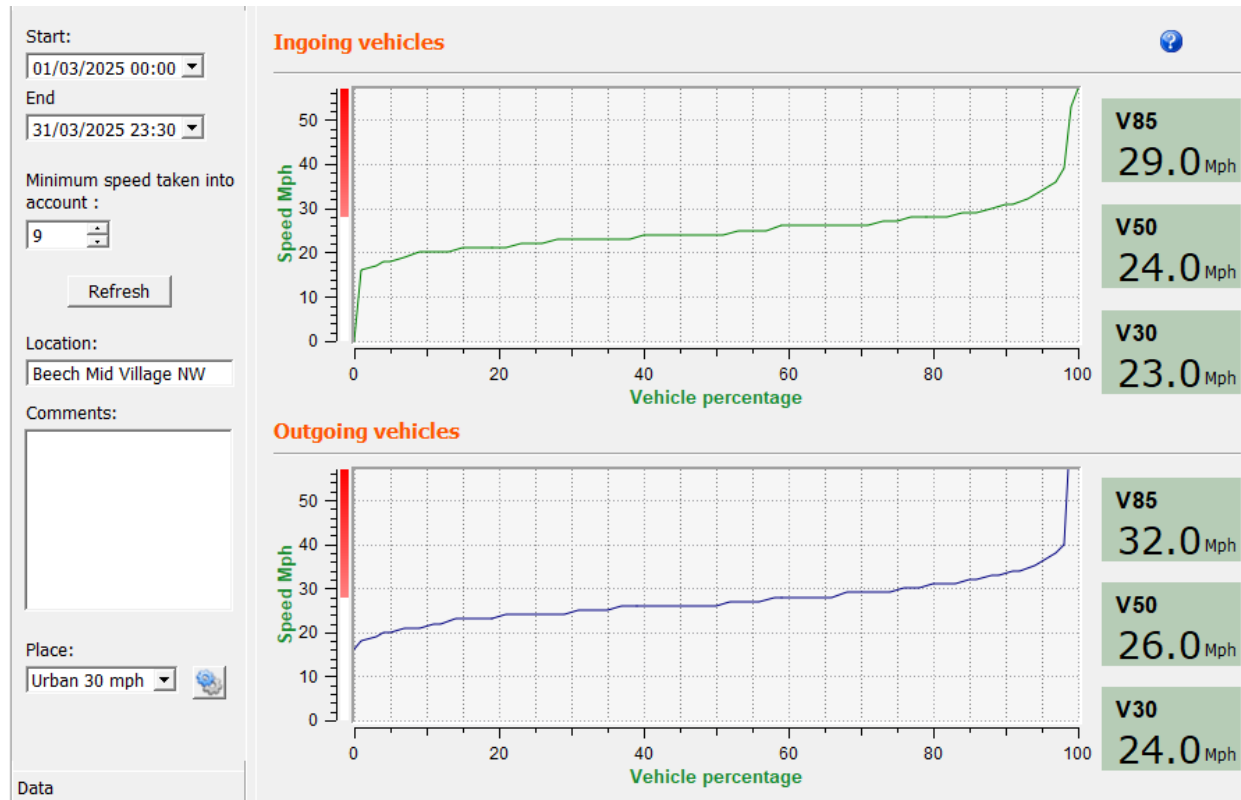 Start:
01/03/2025 00:00
End
31/03/2025 23:30
Minimum speed taken into
account :
9
Refresh
Location:
Beech Mid Village NW
Comments:
Place:
Urban 30 mph
Data
Ingoing vehicles
?
Speed Mph
50
40
30
20
10
0
0 20 40 60 80 100
Vehicle percentage
V85
29.0 Mph
V50
24.0 Mph
V30
23.0 Mph
Outgoing vehicles
Speed Mph
50
40
30
20
10
0
0 20 40 60 80 100
Vehicle percentage
V85
32.0 Mph
V50
26.0 Mph
V30
24.0 Mph